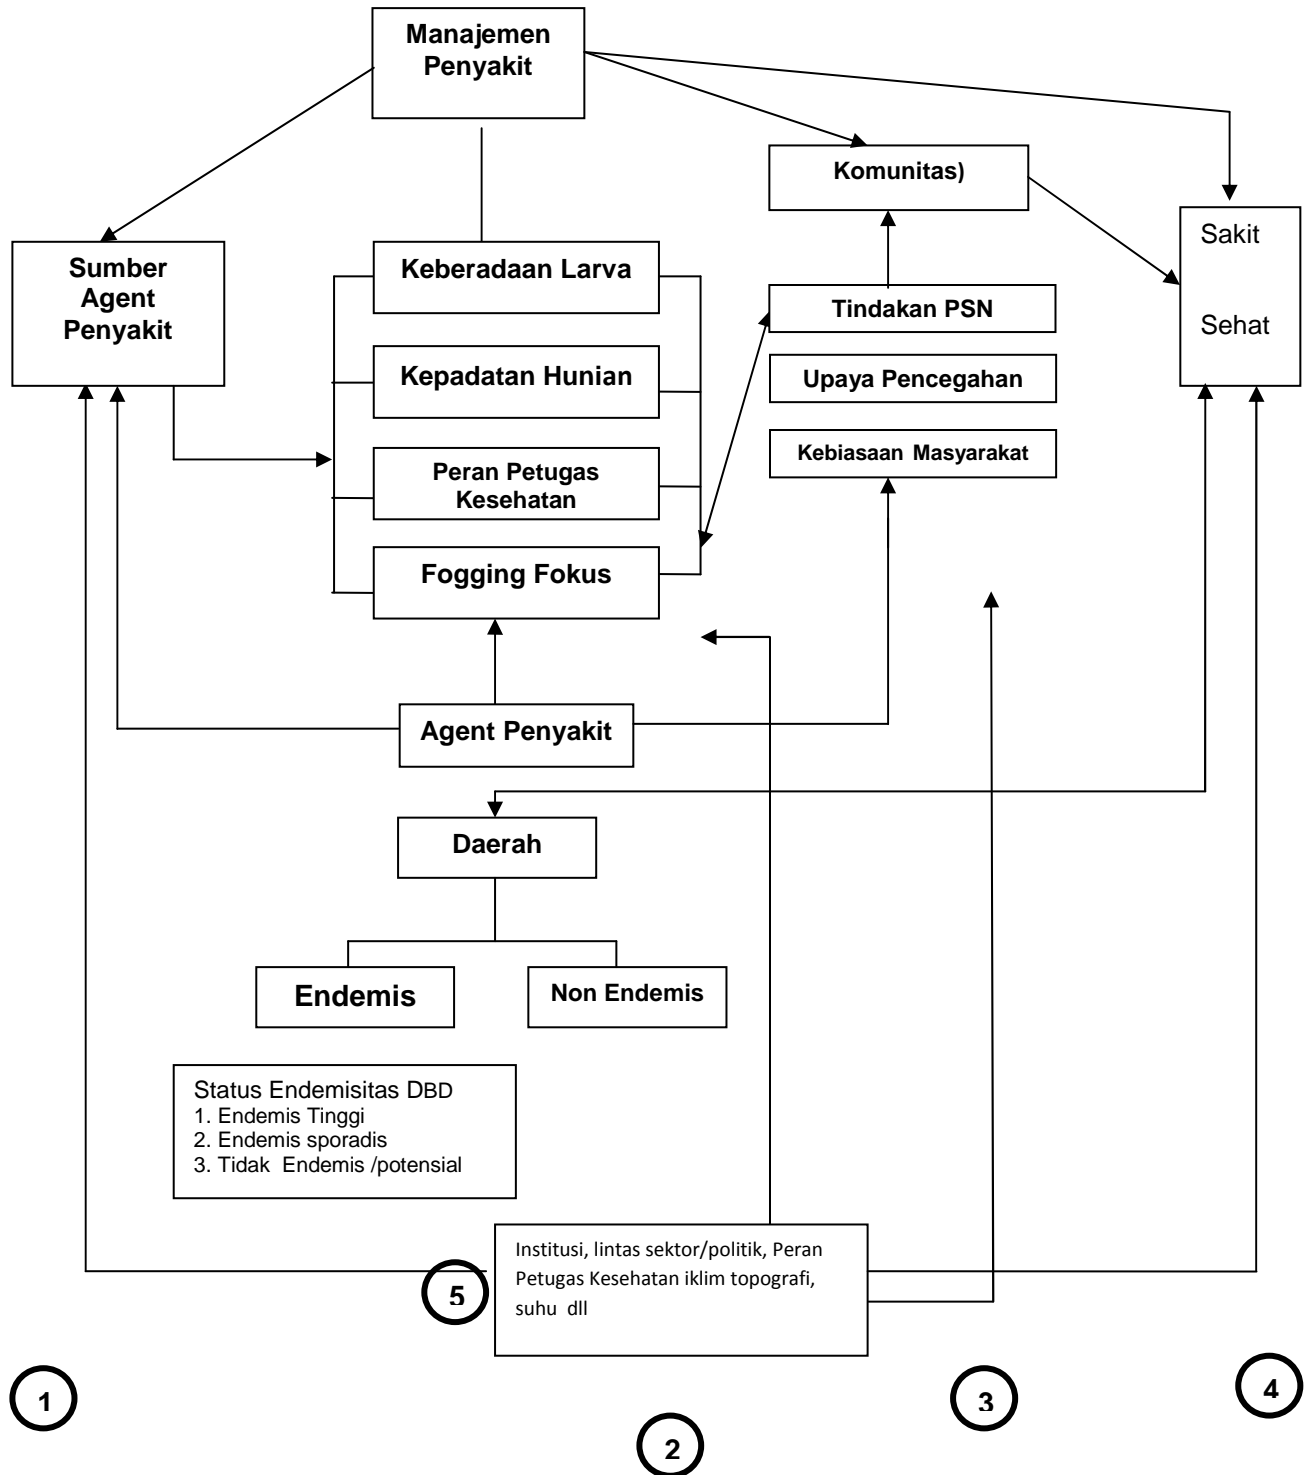 Manajemen
Penyakit
Komunitas)
Sakit
Sehat
Sumber
Agent
Penyakit
Keberadaan Larva
Tindakan PSN
Kepadatan Hunian
Upaya Pencegahan
Peran Petugas
Kesehatan
Kebiasaan Masyarakat
Fogging Fokus
Agent Penyakit
Daerah
Endemis
Non Endemis
Status Endemisitas DBD
1. Endemis Tinggi
2. Endemis sporadis
3. Tidak Endemis /potensial
Institusi, lintas sektor/politik, Peran
Petugas Kesehatan iklim topografi,
suhu dll
5
1
3
4
2